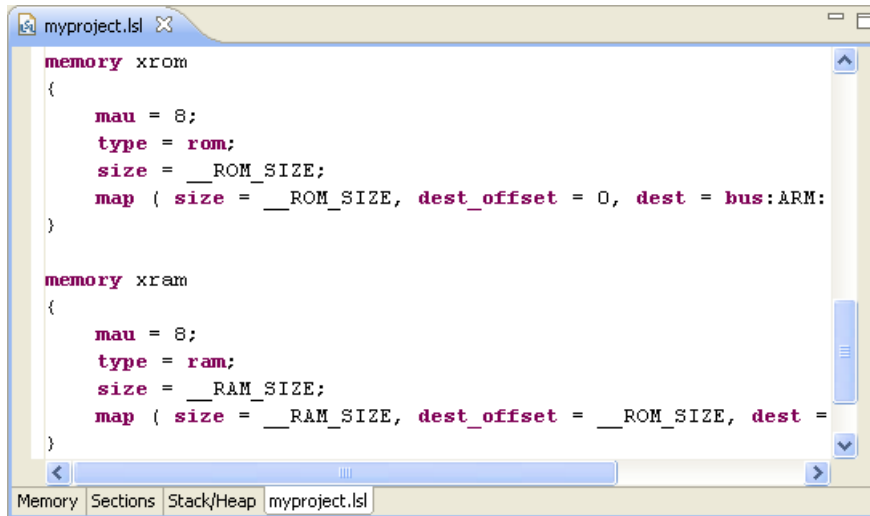 myproject.lsl
memory xrom
{
mau = 8;
type = rom;
size = __ROM_SIZE;
map ( size = __ROM_SIZE, dest_offset = 0, dest = bus:ARM:
}
memory xram
{
mau = 8;
type = ram;
size = __RAM_SIZE;
map ( size = __RAM_SIZE, dest_offset = __ROM_SIZE, dest =
}
Memory Sections Stack/Heap myproject.lsl